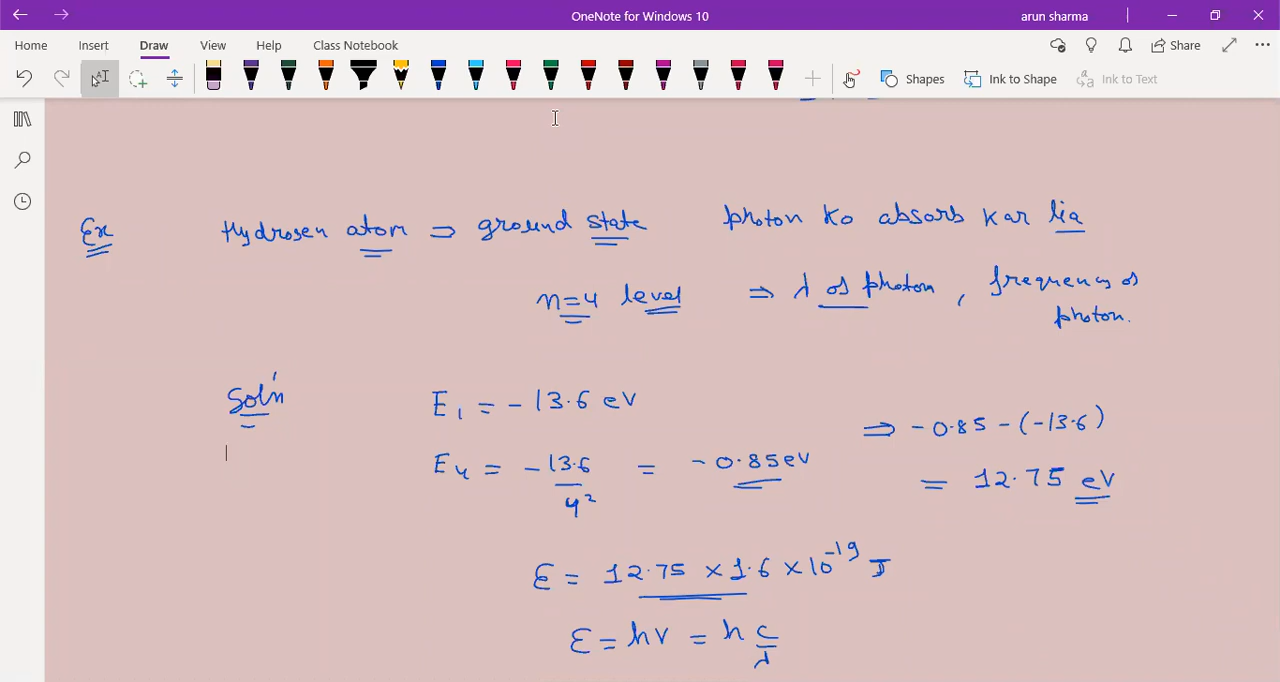 OneNote for Windows 10
arun sharma
Home Insert Draw View Help Class Notebook
Share
Shapes Ink to Shape Ink to Text
Ex Hydrogen atom ⇒ ground state photon ko absorb kar lia
n=4 level ⇒ λ of photon, frequency of
photon.
Sol'n E₁ = -13.6 eV
⇒ -0.85 - (-13.6)
E₄ = -13.6/4² = -0.85eV
= 12.75 eV
E = 12.75 × 1.6 × 10⁻¹⁹ J
E = hν = h c/λ